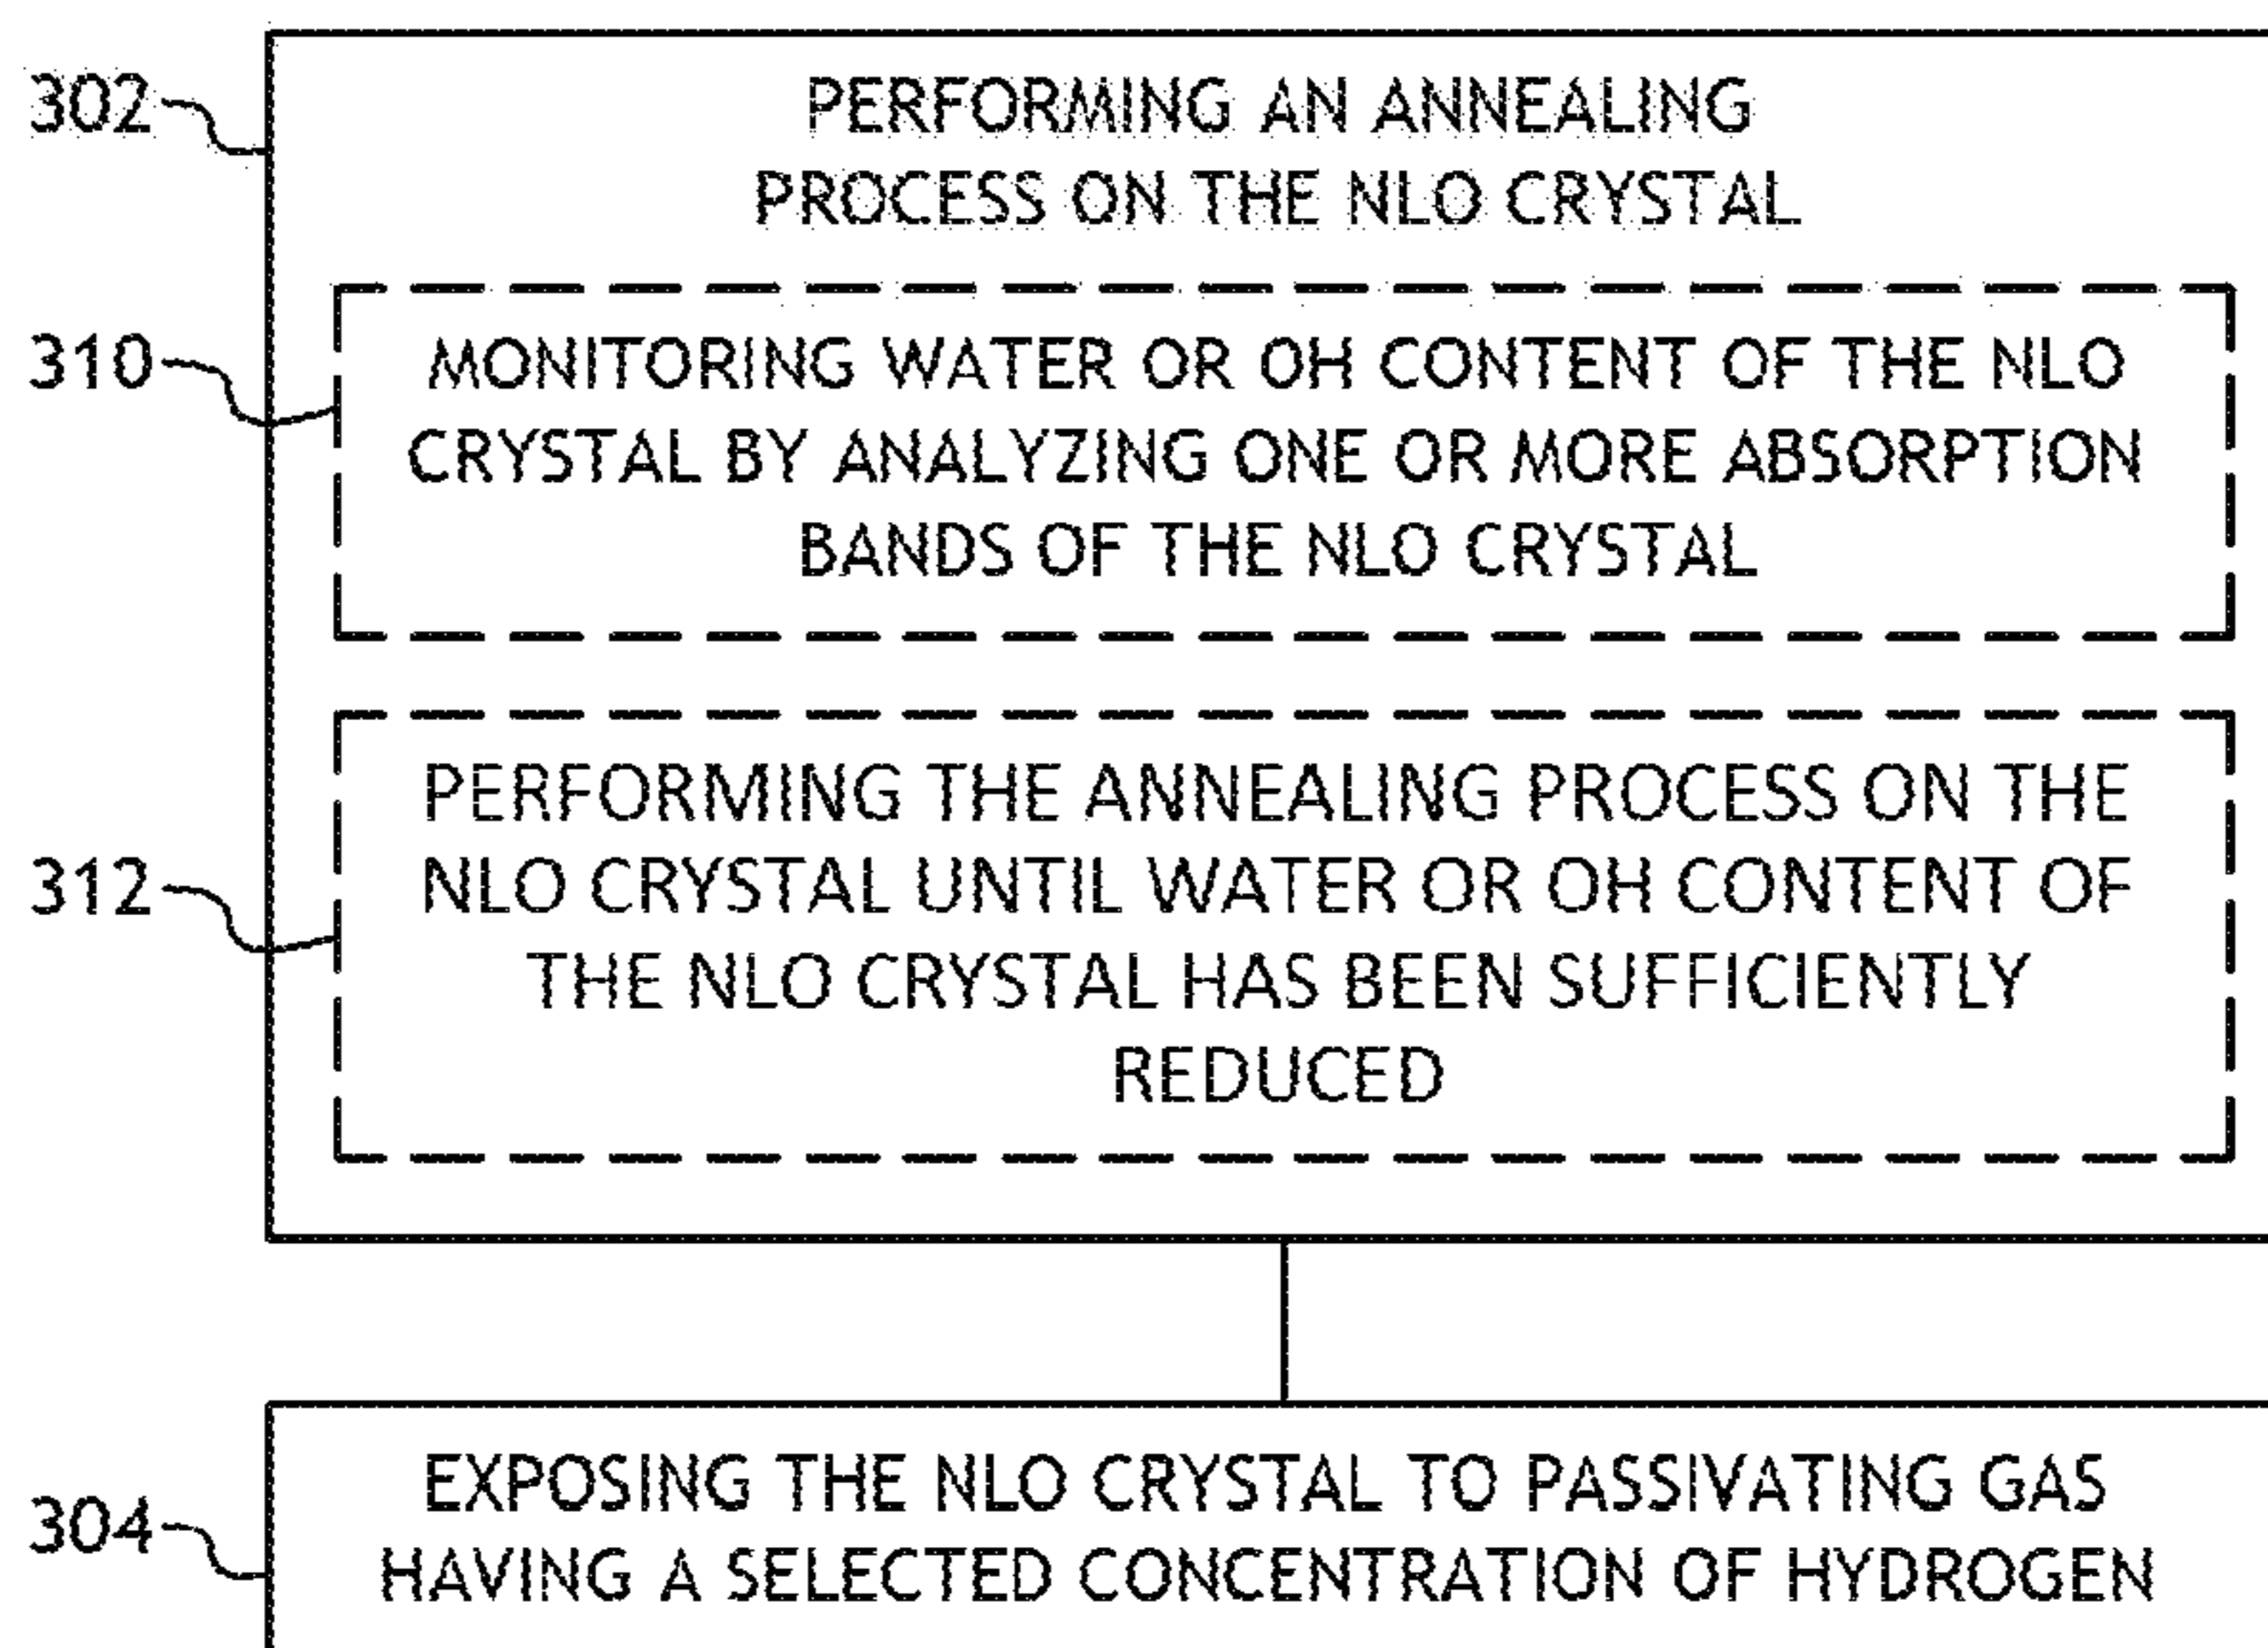 302
PERFORMING AN ANNEALING
PROCESS ON THE NLO CRYSTAL
310
MONITORING WATER OR OH CONTENT OF THE NLO
CRYSTAL BY ANALYZING ONE OR MORE ABSORPTION
BANDS OF THE NLO CRYSTAL
312
PERFORMING THE ANNEALING PROCESS ON THE
NLO CRYSTAL UNTIL WATER OR OH CONTENT OF
THE NLO CRYSTAL HAS BEEN SUFFICIENTLY
REDUCED
304
EXPOSING THE NLO CRYSTAL TO PASSIVATING GAS
HAVING A SELECTED CONCENTRATION OF HYDROGEN